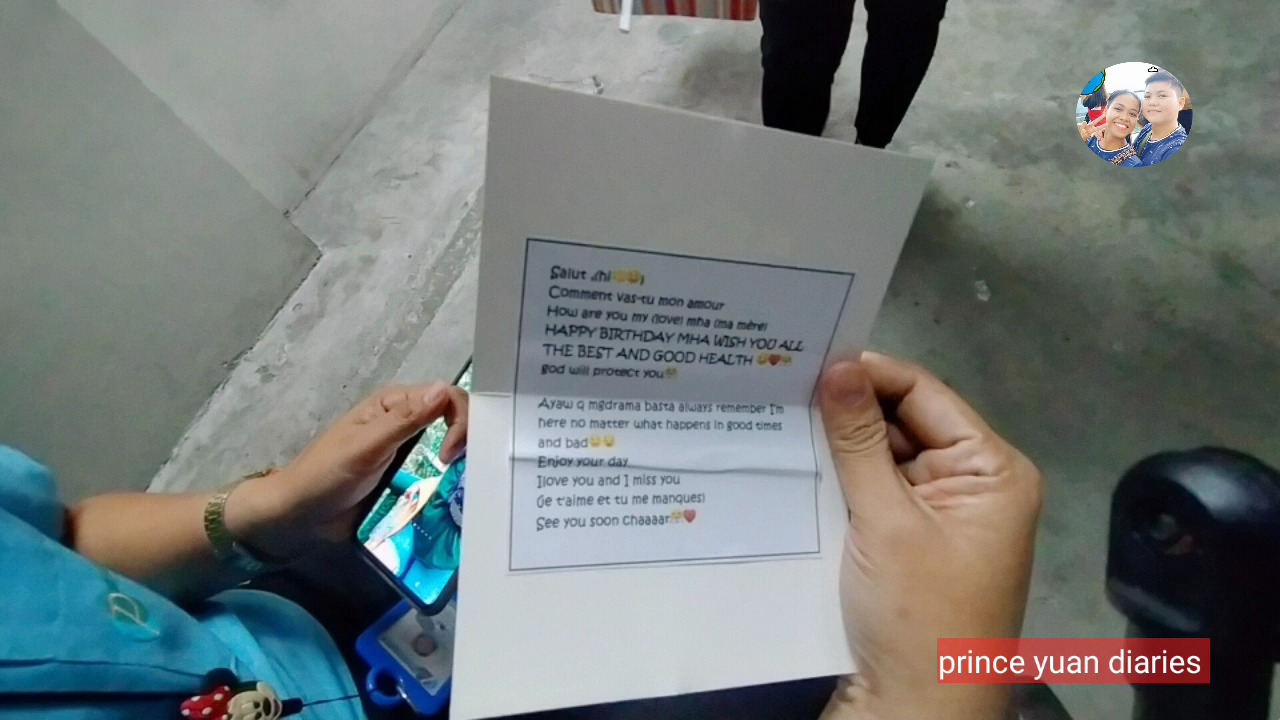 Salut ,(hi😊😀)
Comment vas-tu mon amour
How are you my (love) mha (ma mère)
HAPPY BIRTHDAY MHA WISH YOU ALL
THE BEST AND GOOD HEALTH 😀❤️
god will protect you
Ayaw q mgdrama basta always remember I'm
here no matter what happens in good times
and bad😊😉
Enjoy your day
Ilove you and I miss you
(je t'aime et tu me manques)
See you soon chaaaar❤️
prince yuan diaries